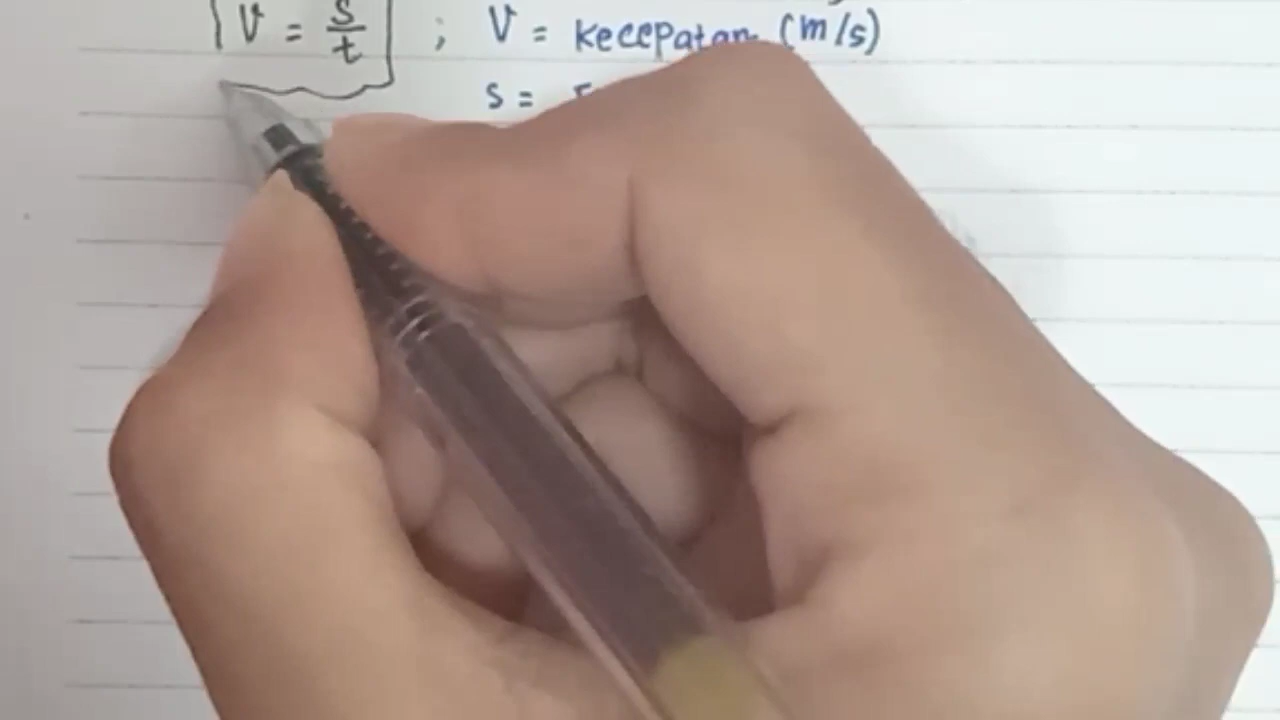 V = s/t ; V = kecepatan (m/s)
s =